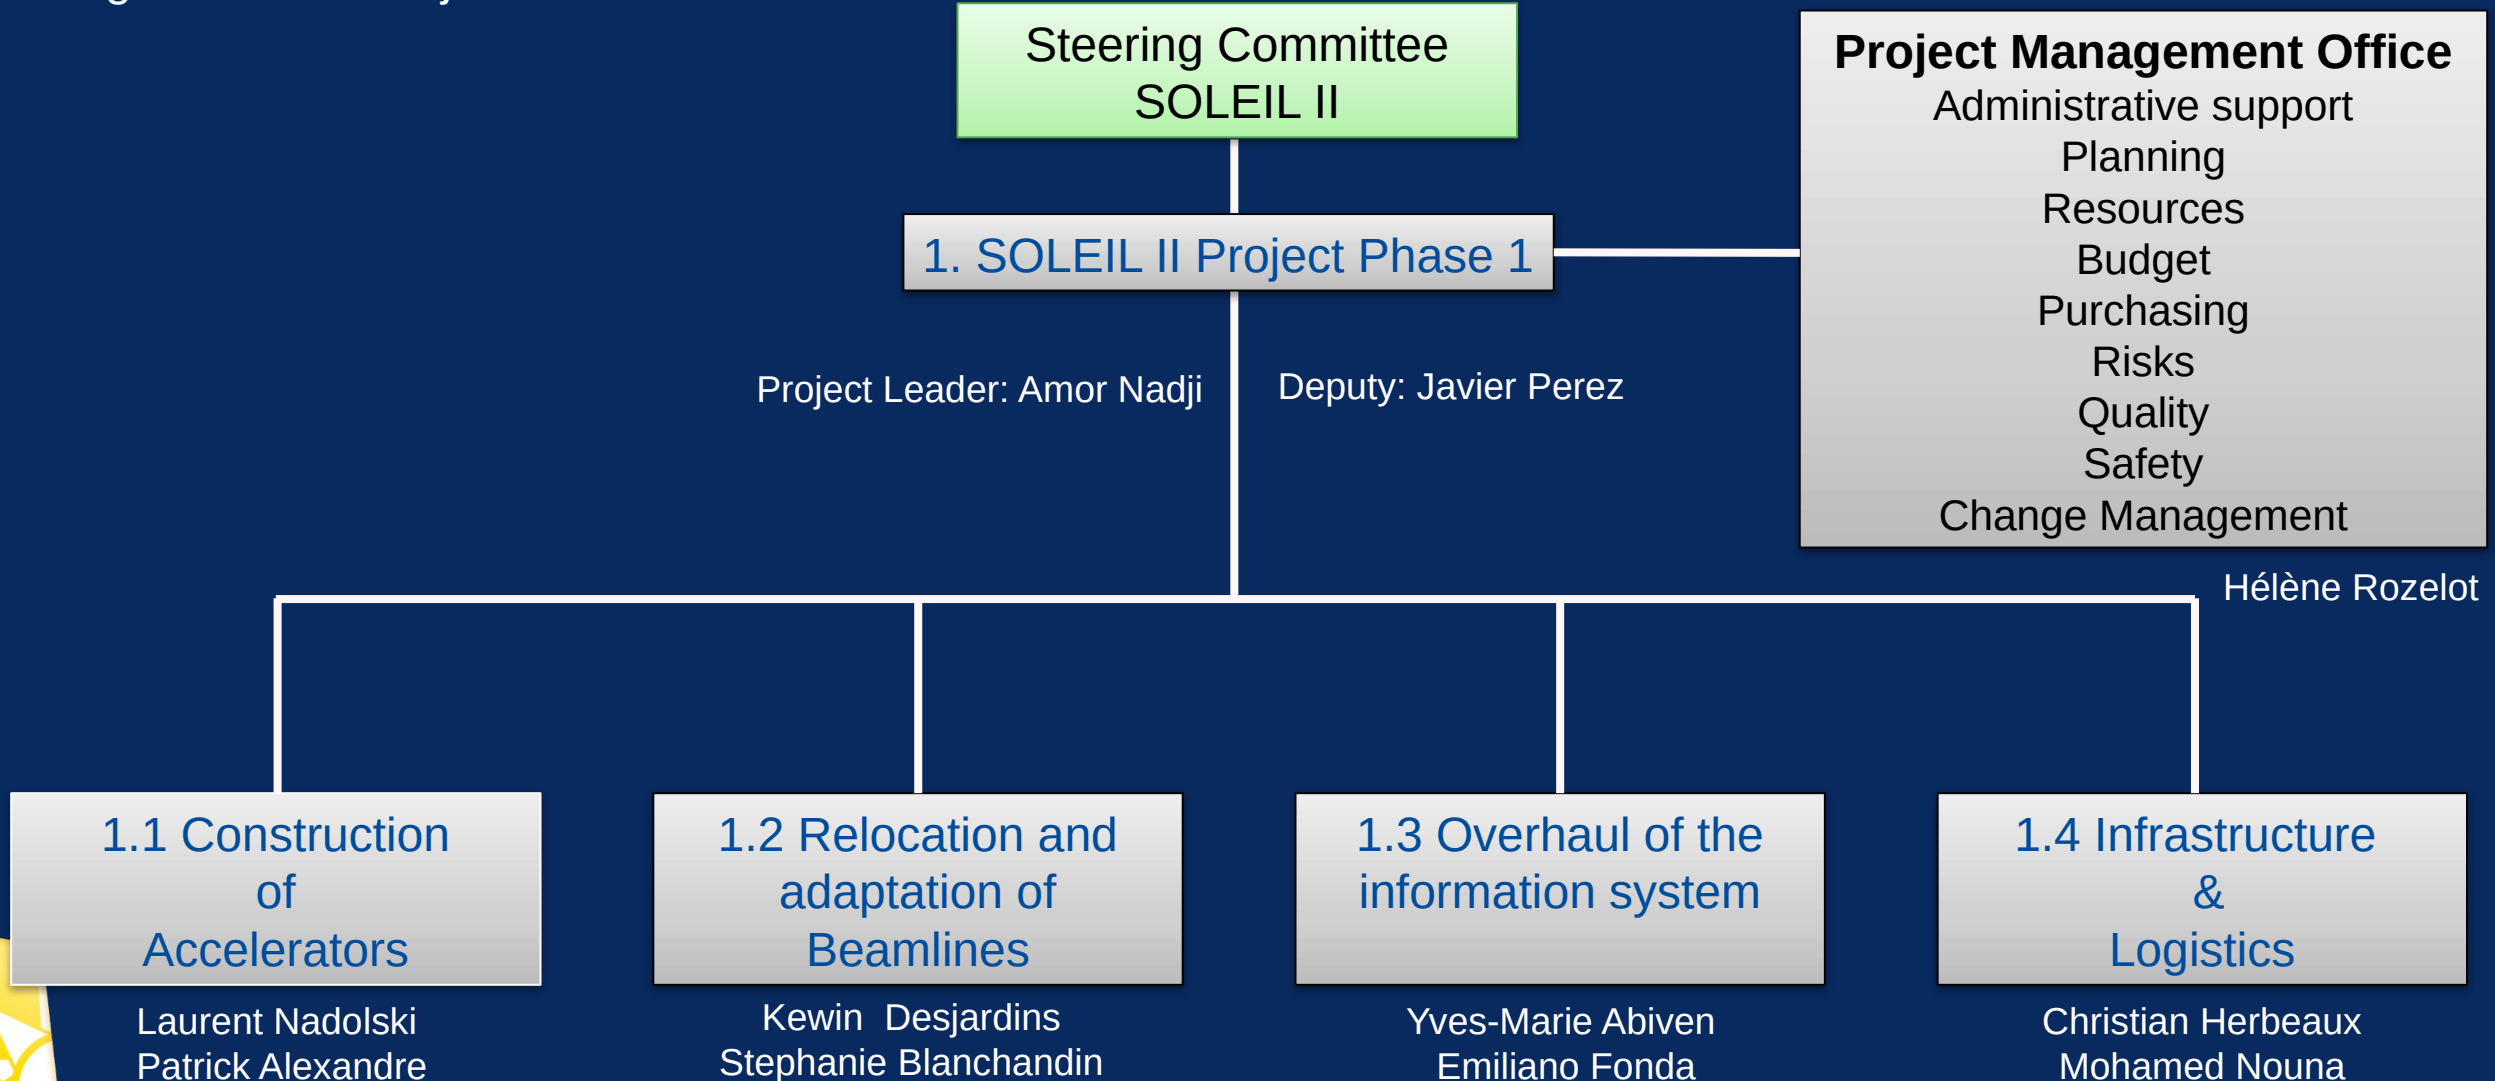 Steering Committee
SOLEIL II
Project Management Office
Administrative support
Planning
Resources
Budget
Purchasing
Risks
Quality
Safety
Change Management
1. SOLEIL II Project Phase 1
Project Leader: Amor Nadji
Deputy: Javier Perez
Hélène Rozelot
1.1 Construction
of
Accelerators
Laurent Nadolski
Patrick Alexandre
1.2 Relocation and
adaptation of
Beamlines
Kewin  Desjardins
Stephanie Blanchandin
1.3 Overhaul of the
information system
Yves-Marie Abiven
Emiliano Fonda
1.4 Infrastructure
&
Logistics
Christian Herbeaux
Mohamed Nouna